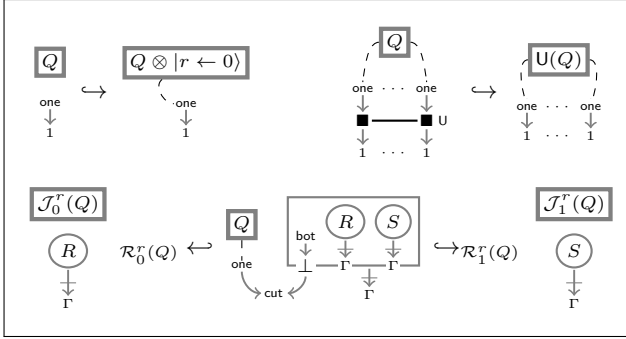 Q ↪ Q ⊗ |r ← 0⟩
one one
1 1
Q ↪ U(Q)
one · · · one one · · · one
U
1 · · · 1 1 · · · 1
𝒥₀ʳ(Q) Q R S 𝒥₁ʳ(Q)
R ℛ₀ʳ(Q) ↩ bot ↪ ℛ₁ʳ(Q) S
one ⊥ Γ Γ
Γ cut Γ Γ